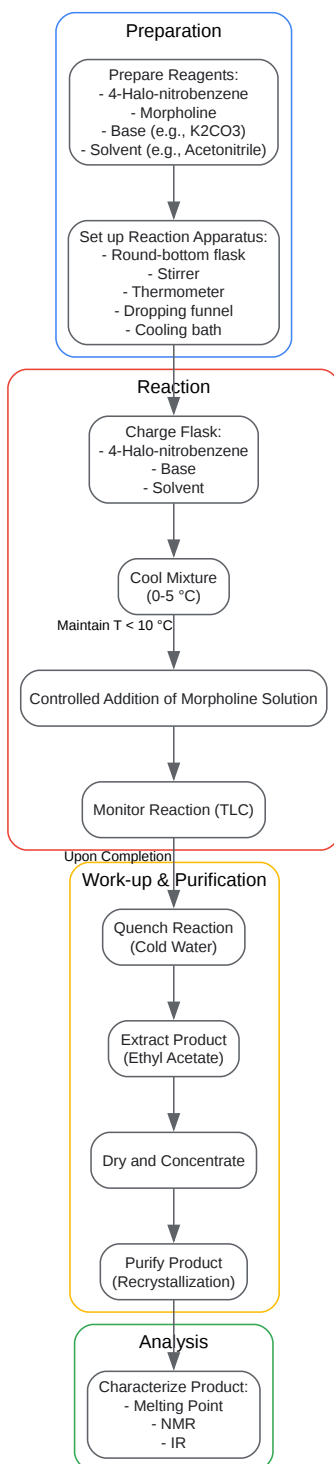 Preparation
Prepare Reagents:
- 4-Halo-nitrobenzene
- Morpholine
- Base (e.g., K2CO3)
- Solvent (e.g., Acetonitrile)
Set up Reaction Apparatus:
- Round-bottom flask
- Stirrer
- Thermometer
- Dropping funnel
- Cooling bath
Reaction
Charge Flask:
- 4-Halo-nitrobenzene
- Base
- Solvent
Cool Mixture
(0-5 °C)
Maintain T < 10 °C
Controlled Addition of Morpholine Solution
Monitor Reaction (TLC)
Upon Completion
Work-up & Purification
Quench Reaction
(Cold Water)
Extract Product
(Ethyl Acetate)
Dry and Concentrate
Purify Product
(Recrystallization)
Analysis
Characterize Product:
- Melting Point
- NMR
- IR